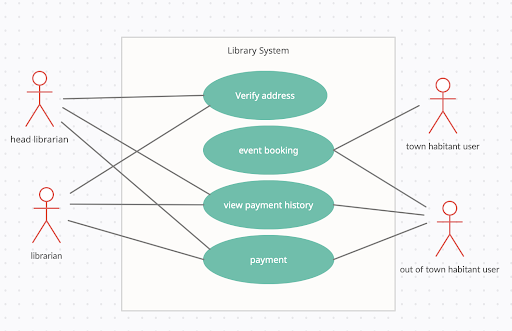 Library System
Verify address
head librarian
event booking
town habitant user
view payment history
librarian
payment
out of town habitant user